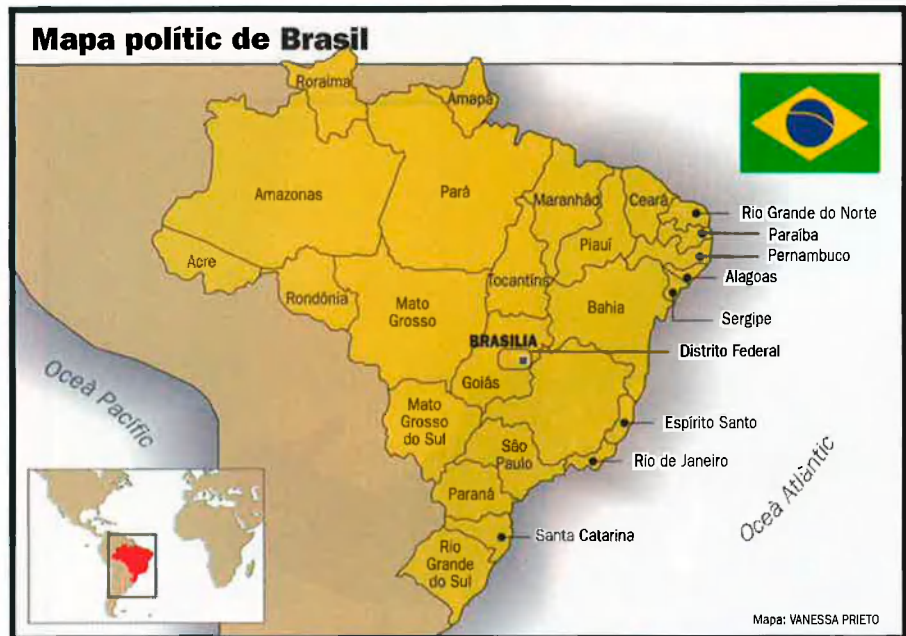 Mapa polític de Brasil
Roraima
Amapá
Amazonas
Pará
Maranhão
Ceará
Rio Grande do Norte
Paraíba
Pernambuco
Piauí
Acre
Tocantins
Alagoas
Rondônia
Mato
Grosso
Bahia
Sergipe
BRASILIA
Distrito Federal
Goiás
Oceà Pacífic
Mato
Grosso
do Sul
Espírito Santo
São
Paulo
Rio de Janeiro
Paraná
Oceà Atlàntic
Santa Catarina
Rio
Grande
do Sul
Mapa: VANESSA PRIETO